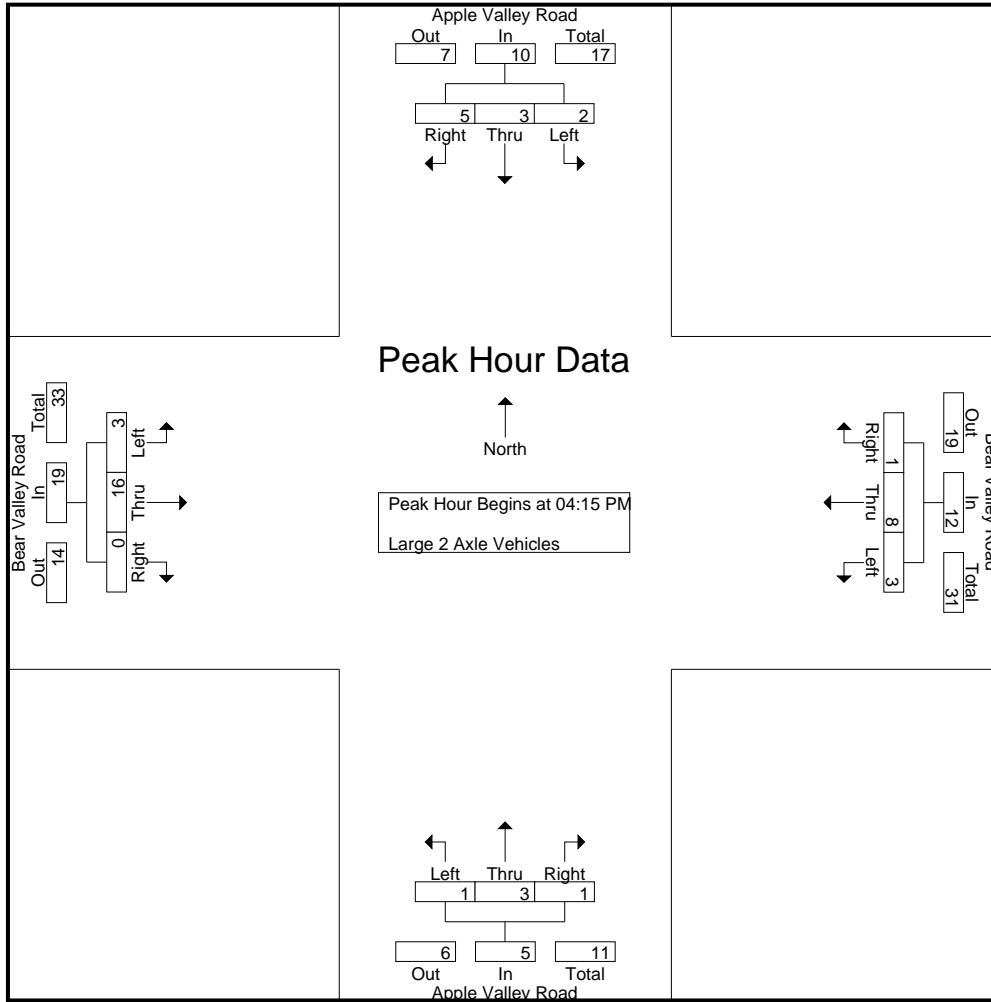 Apple Valley Road
Out In Total
7 10 17
5 3 2
Right Thru Left
Peak Hour Data
North
Peak Hour Begins at 04:15 PM
Large 2 Axle Vehicles
Bear Valley Road
Total In Out
33 19 14
3 16 0
Left Thru Right
Right Thru Left
1 8 3
Out In Total
19 12 31
Bear Valley Road
Left Thru Right
1 3 1
6 5 11
Out In Total
Apple Valley Road